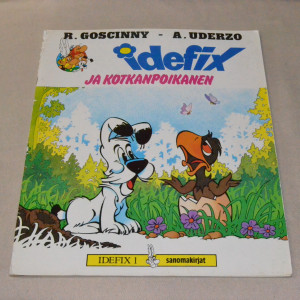 R. GOSCINNY - A. UDERZO
idefix
JA KOTKANPOIKANEN
IDEFIX 1
sanomakirjat